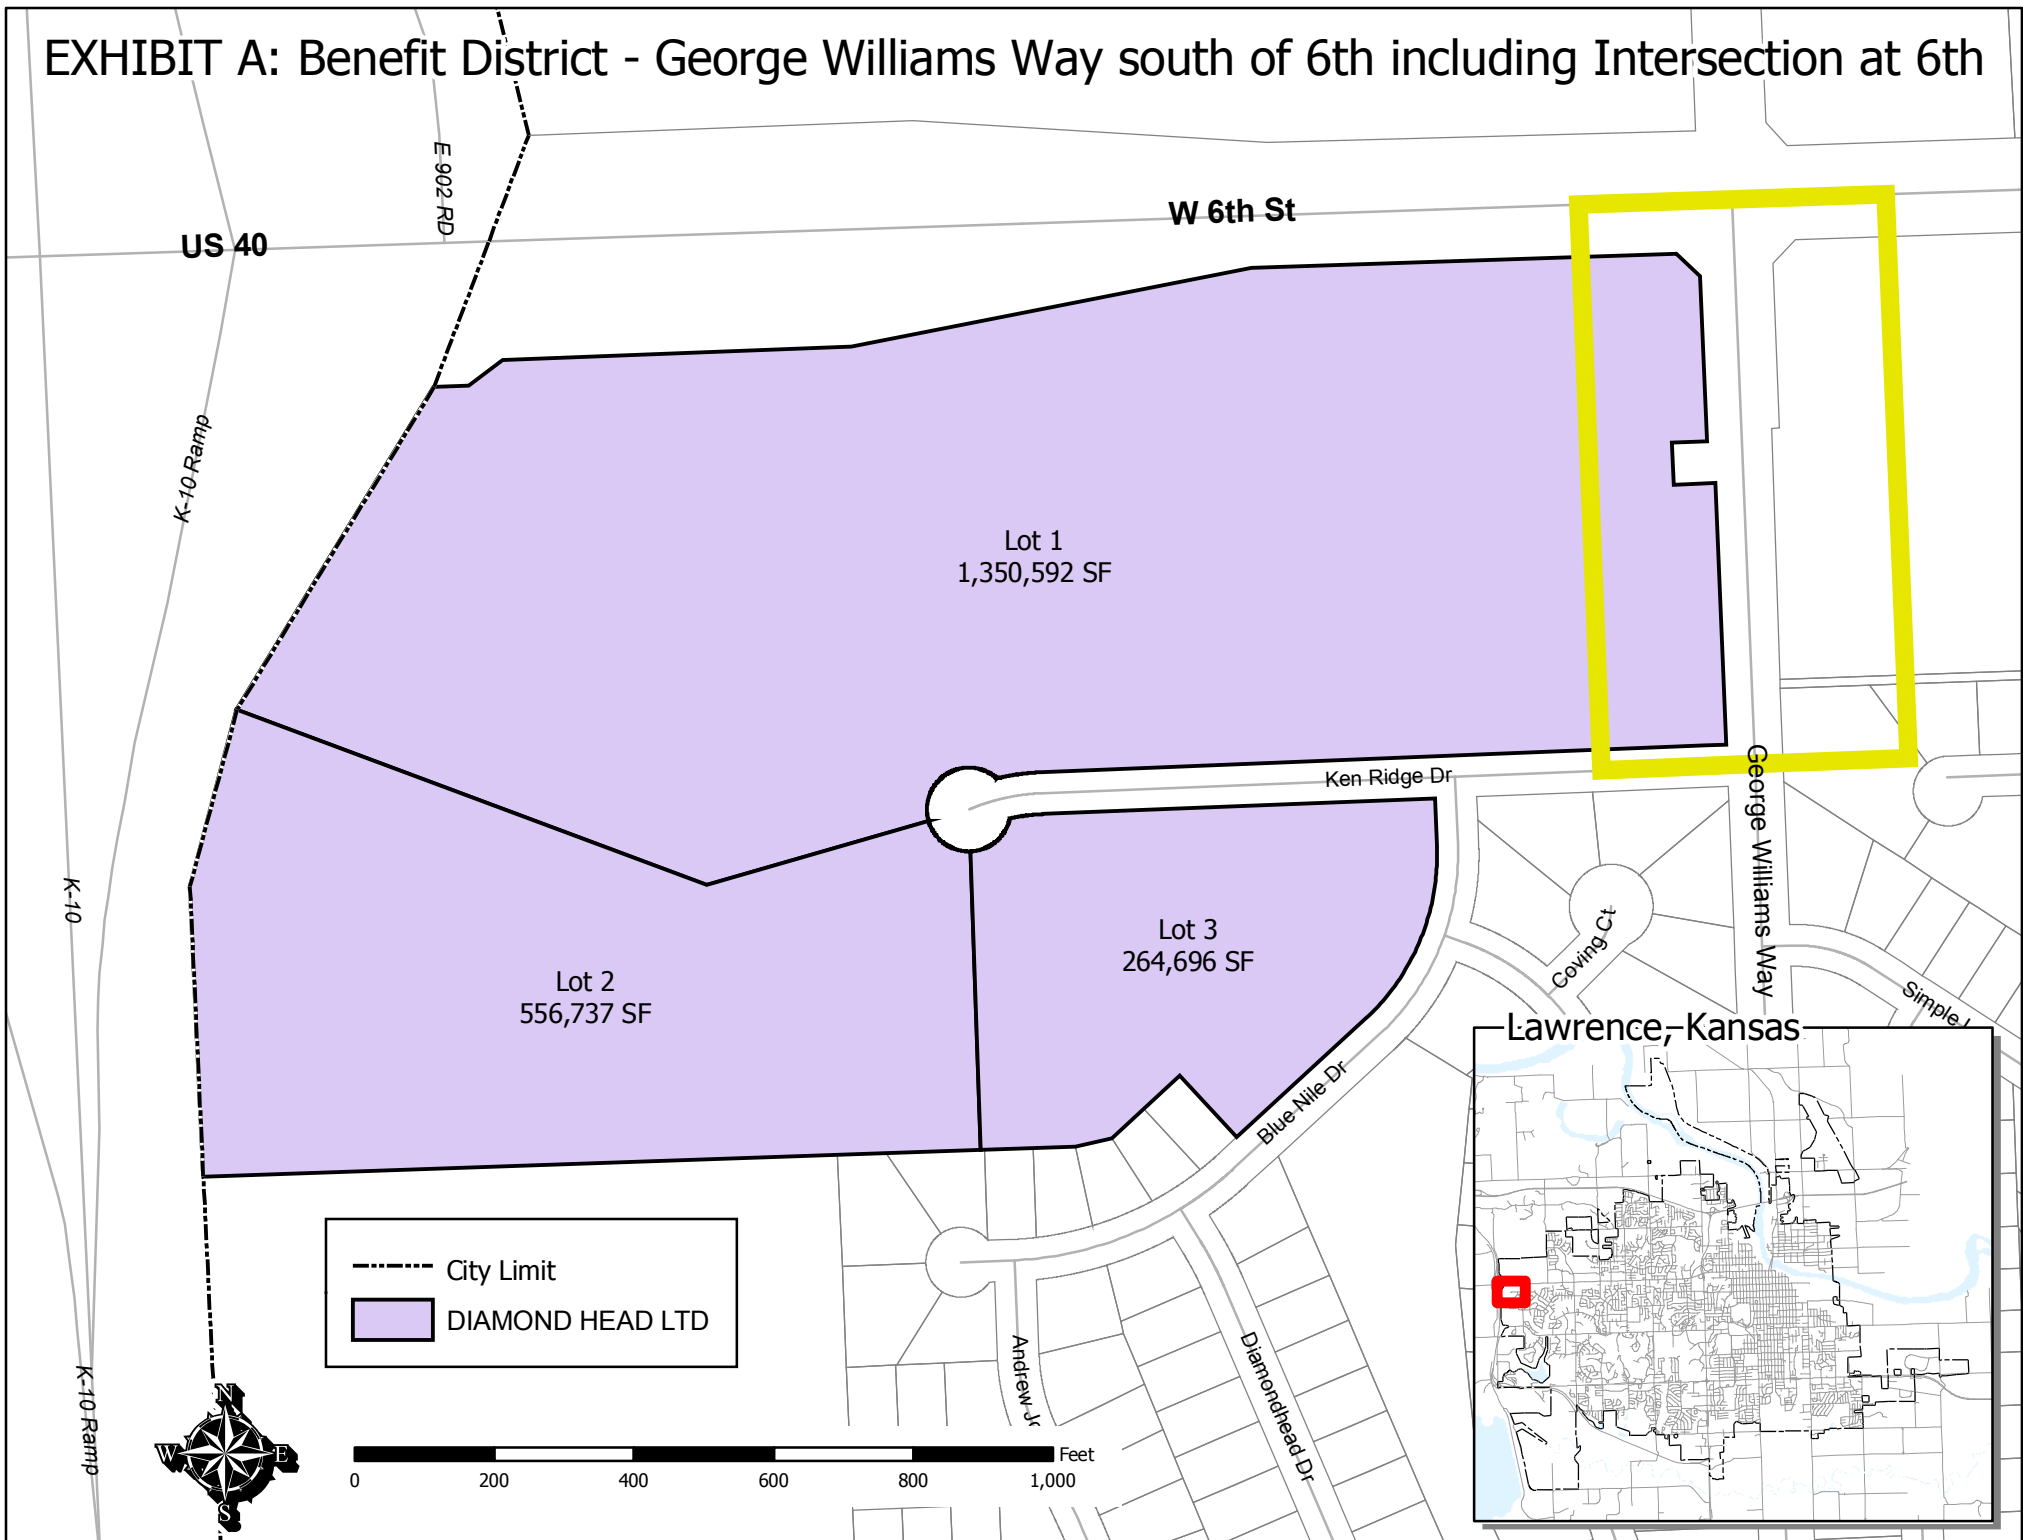 EXHIBIT A: Benefit District - George Williams Way south of 6th including Intersection at 6th
E 902 RD
W 6th St
US 40
K-10 Ramp
Lot 1
1,350,592 SF
Ken Ridge Dr
George Williams Way
K-10
Lot 3
264,696 SF
Coving Ct
Lot 2
556,737 SF
Simple
Lawrence, Kansas
Blue Nile Dr
City Limit
DIAMOND HEAD LTD
Andrew
Diamondhead Dr
K-10 Ramp
N
W
E
S
Feet
0 200 400 600 800 1,000